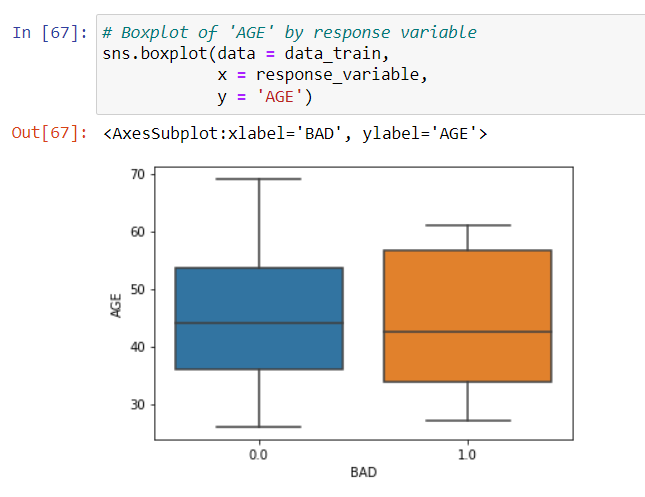 In [67]: # Boxplot of 'AGE' by response variable
sns.boxplot(data = data_train,
x = response_variable,
y = 'AGE')
Out[67]: <AxesSubplot:xlabel='BAD', ylabel='AGE'>
70
60
50
40
30
AGE
0.0 1.0
BAD